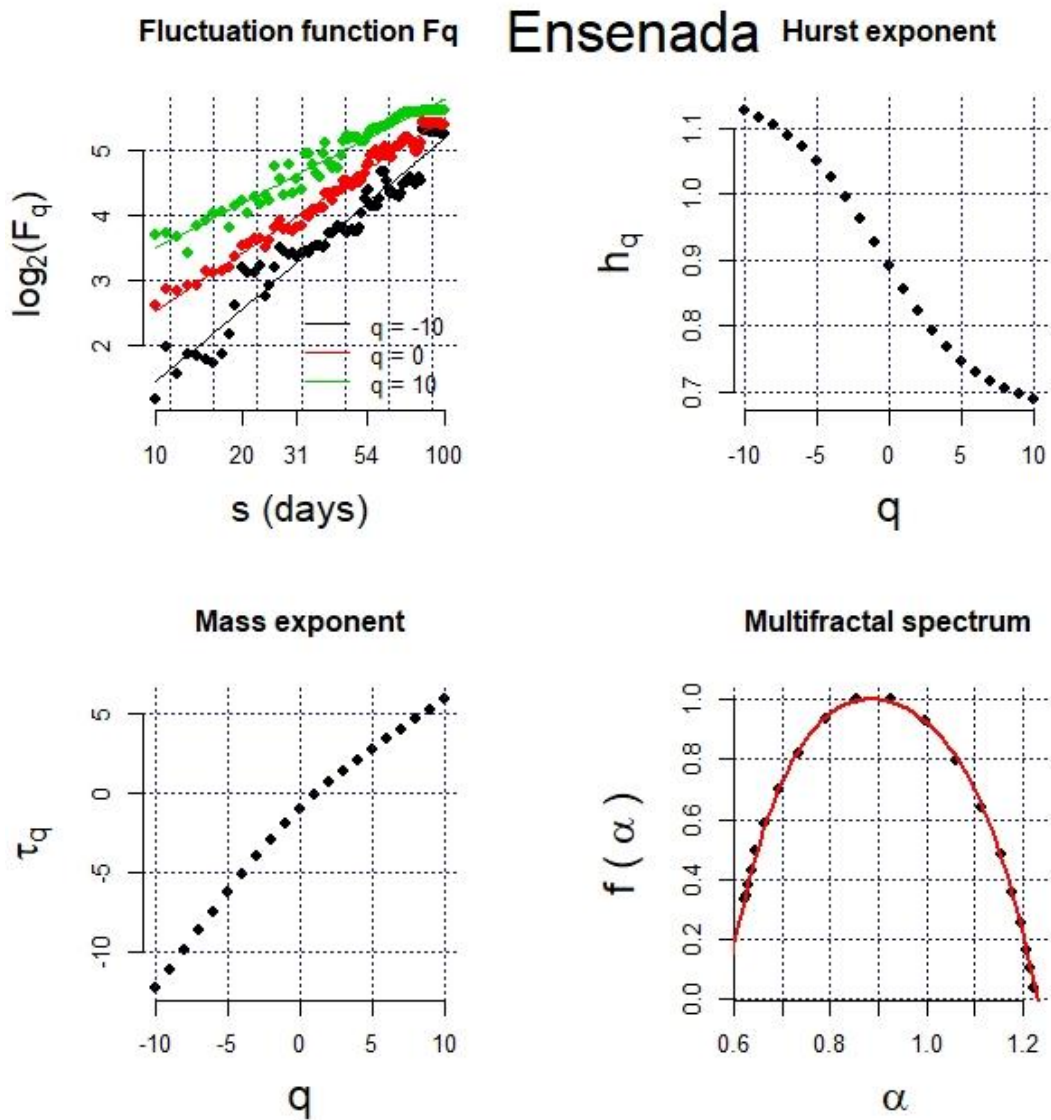 Ensenada
Fluctuation function Fq
log₂(F_q)
5
4
3
2
q = -10
q = 0
q = 10
10 20 31 54 100
s (days)
Hurst exponent
h_q
1.1
1.0
0.9
0.8
0.7
-10 -5 0 5 10
q
Mass exponent
τ_q
5
0
-5
-10
-10 -5 0 5 10
q
Multifractal spectrum
f ( α )
1.0
0.8
0.6
0.4
0.2
0.0
0.6 0.8 1.0 1.2
α